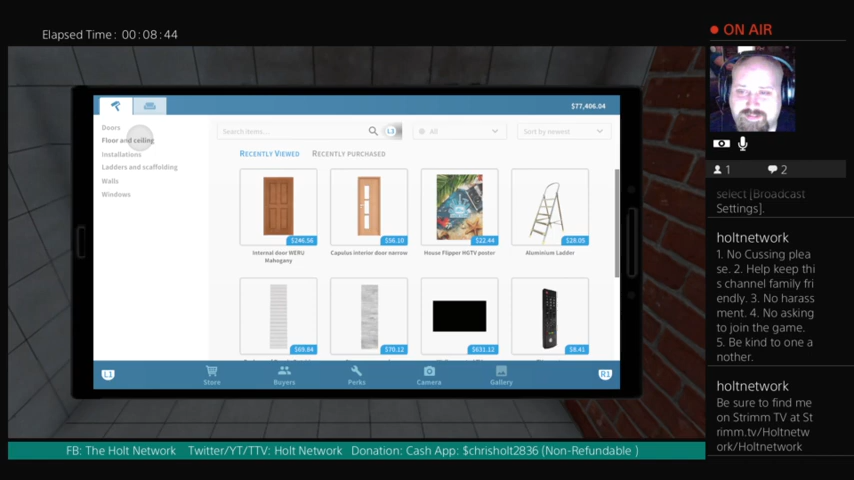 Elapsed Time: 00:08:44
ON AIR
$77,406.04
Doors
Floor and ceiling
Installations
Ladders and scaffolding
Walls
Windows
Search items...
L3
All
Sort by newest
RECENTLY VIEWED
RECENTLY PURCHASED
$246.56
Internal door WERU
Mahogany
$56.10
Capulus interior door narrow
$22.44
House Flipper HGTV poster
$28.05
Aluminium Ladder
$69.84
$70.12
$631.12
$8.41
L1
Store
Buyers
Perks
Camera
Gallery
R1
1
2
select [Broadcast
Settings].
holtnetwork
1. No Cussing plea
se. 2. Help keep thi
s channel family fri
endly. 3. No harass
ment. 4. No asking
to join the game.
5. Be kind to one a
nother.
holtnetwork
Be sure to find me
on Strimm TV at St
rimm.tv/Holtnetw
ork/Holtnetwork
FB: The Holt Network Twitter/YT/TTV: Holt Network Donation: Cash App: $chrisholt2836 (Non-Refundable )